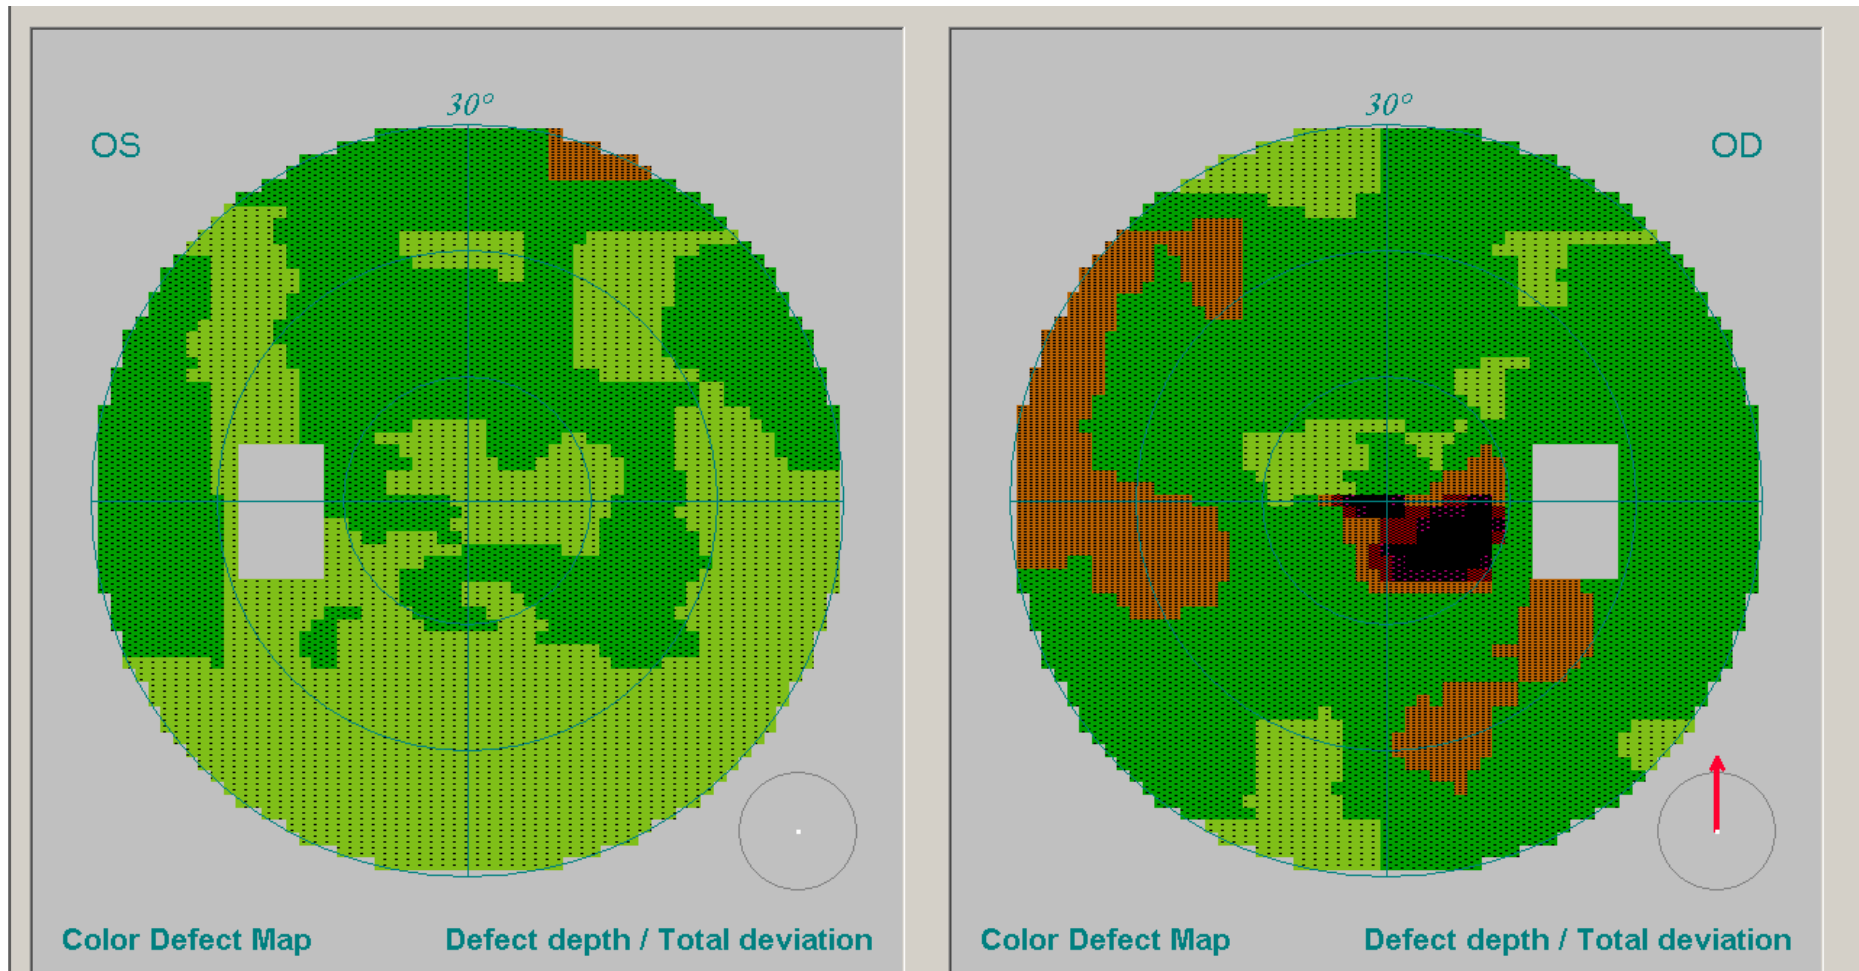 30°
OS
Color Defect Map Defect depth / Total deviation
30°
OD
Color Defect Map Defect depth / Total deviation